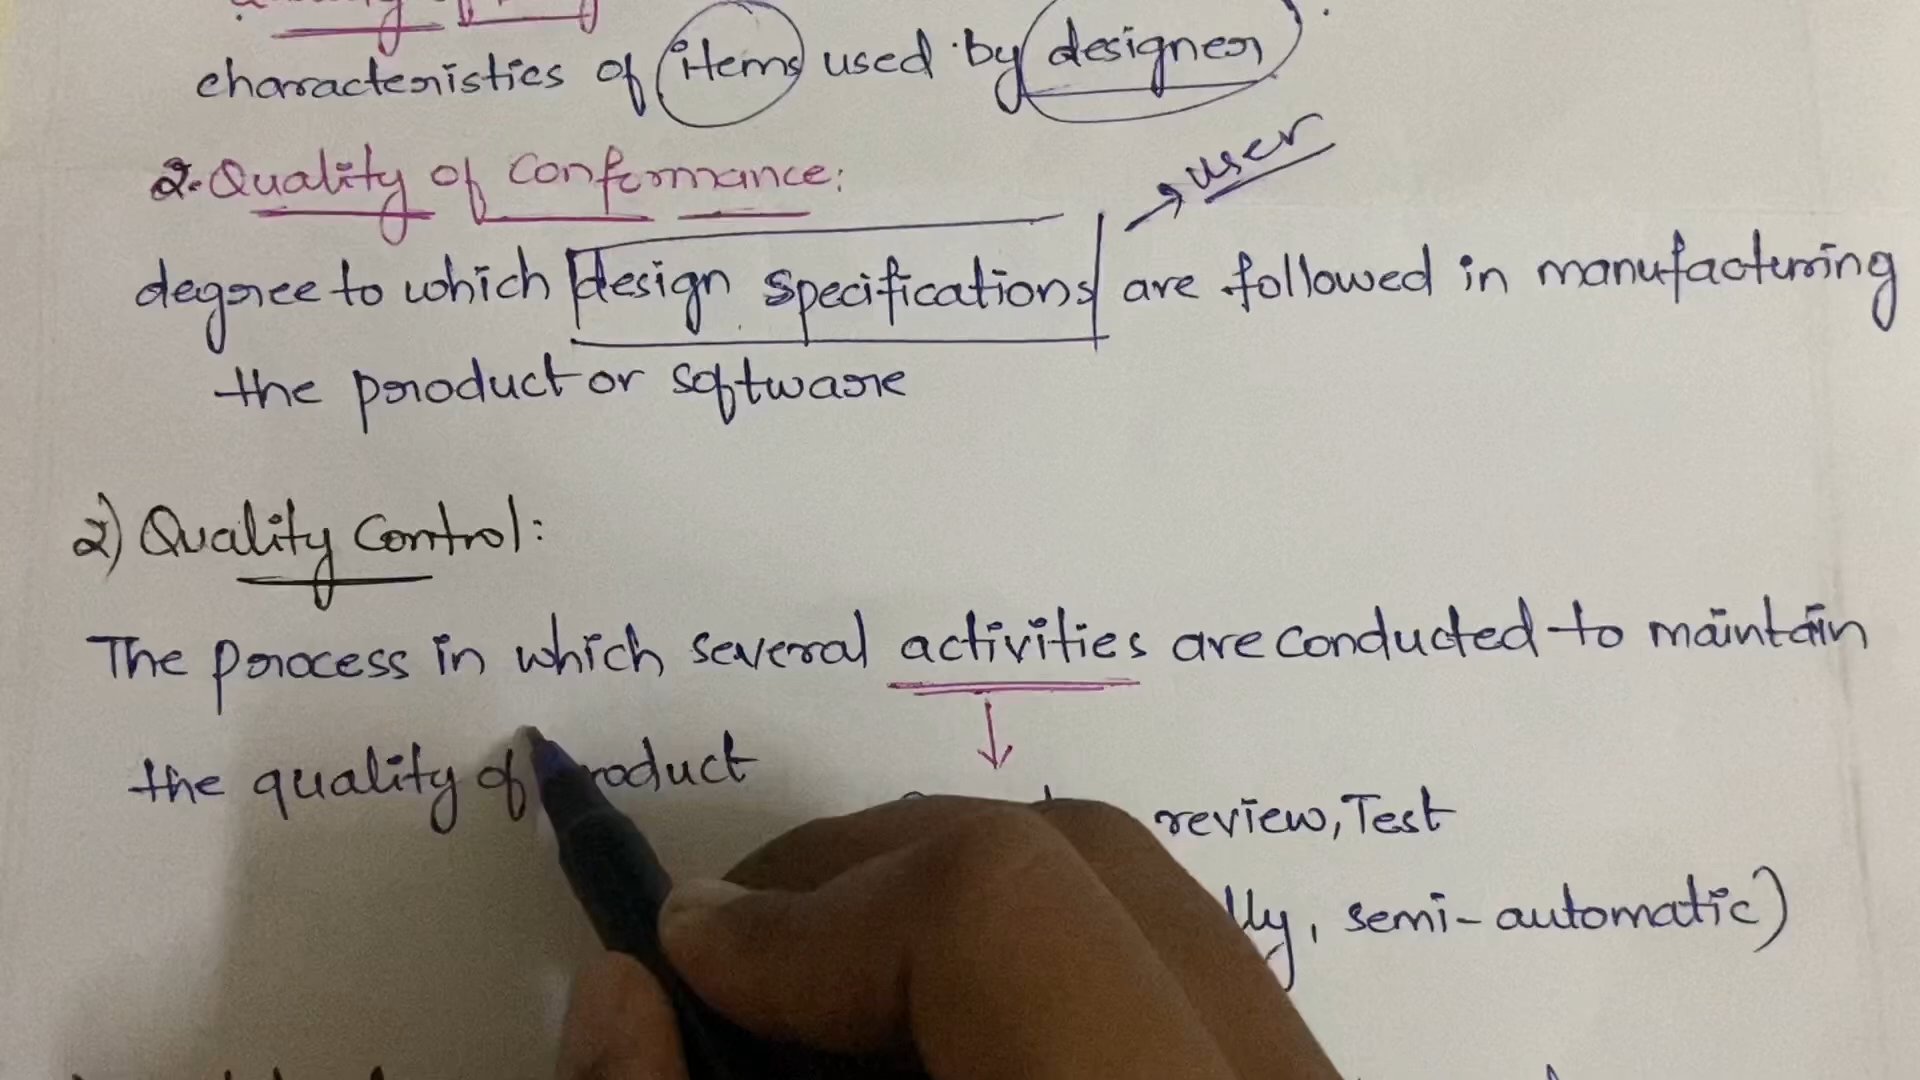 Quality of
characteristics of items used by designer
user
2. Quality of Conformance:
degree to which design specifications are followed in manufacturing
the product or software
2) Quality Control:
The process in which several activities are conducted to maintain
the quality of product
review, Test
semi-automatic)